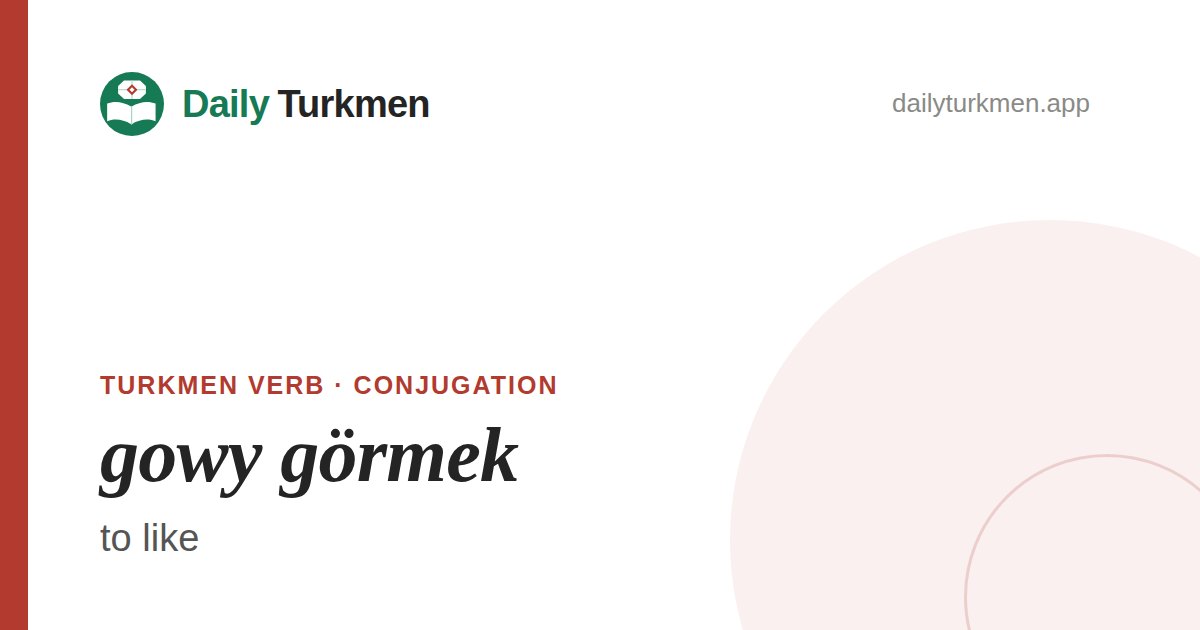 Daily Turkmen
dailyturkmen.app
TURKMEN VERB · CONJUGATION
gowy görmek
to like